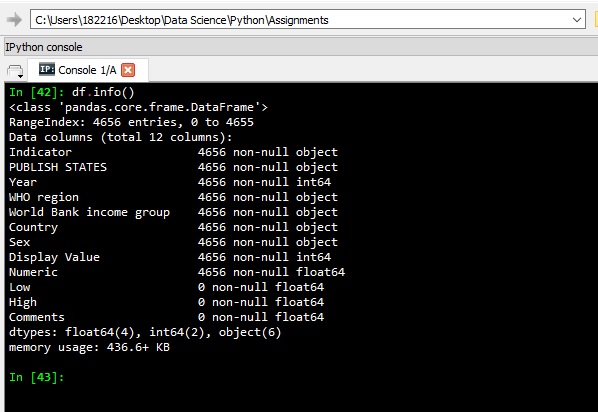 C:\Users\182216\Desktop\Data Science\Python\Assignments
IPython console
IP: Console 1/A
In [42]: df.info()
<class 'pandas.core.frame.DataFrame'>
RangeIndex: 4656 entries, 0 to 4655
Data columns (total 12 columns):
Indicator                  4656 non-null object
PUBLISH STATES             4656 non-null object
Year                       4656 non-null int64
WHO region                 4656 non-null object
World Bank income group    4656 non-null object
Country                    4656 non-null object
Sex                        4656 non-null object
Display Value              4656 non-null int64
Numeric                    4656 non-null float64
Low                        0 non-null float64
High                       0 non-null float64
Comments                   0 non-null float64
dtypes: float64(4), int64(2), object(6)
memory usage: 436.6+ KB
In [43]: